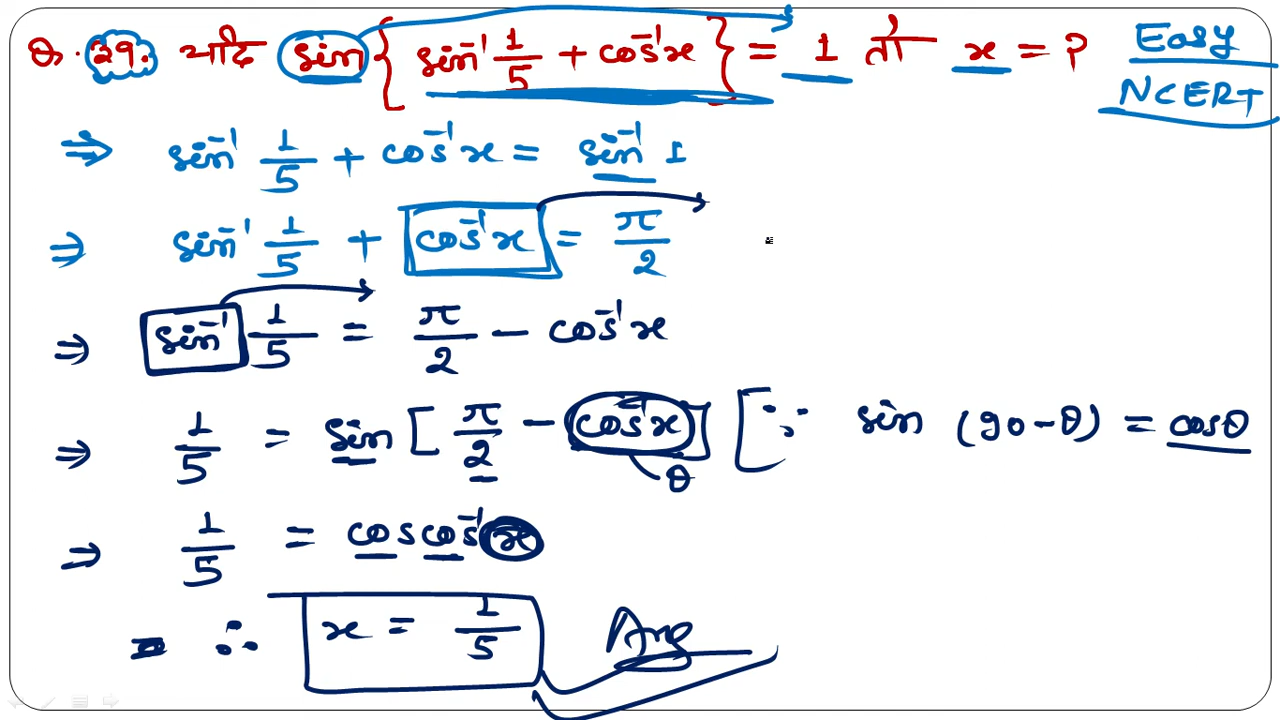 Q. 29. यदि sin { sin⁻¹ 1/5 + cos⁻¹x } = 1 तो x = ?
Easy
NCERT
⇒ sin⁻¹ 1/5 + cos⁻¹x = sin⁻¹ 1
⇒ sin⁻¹ 1/5 + cos⁻¹x = π/2
⇒ sin⁻¹ 1/5 = π/2 − cos⁻¹x
⇒ 1/5 = sin [ π/2 − cos⁻¹x ] [ ∵ sin (90−θ) = cosθ
θ
⇒ 1/5 = cos cos⁻¹ x
∴ x = 1/5 Ans